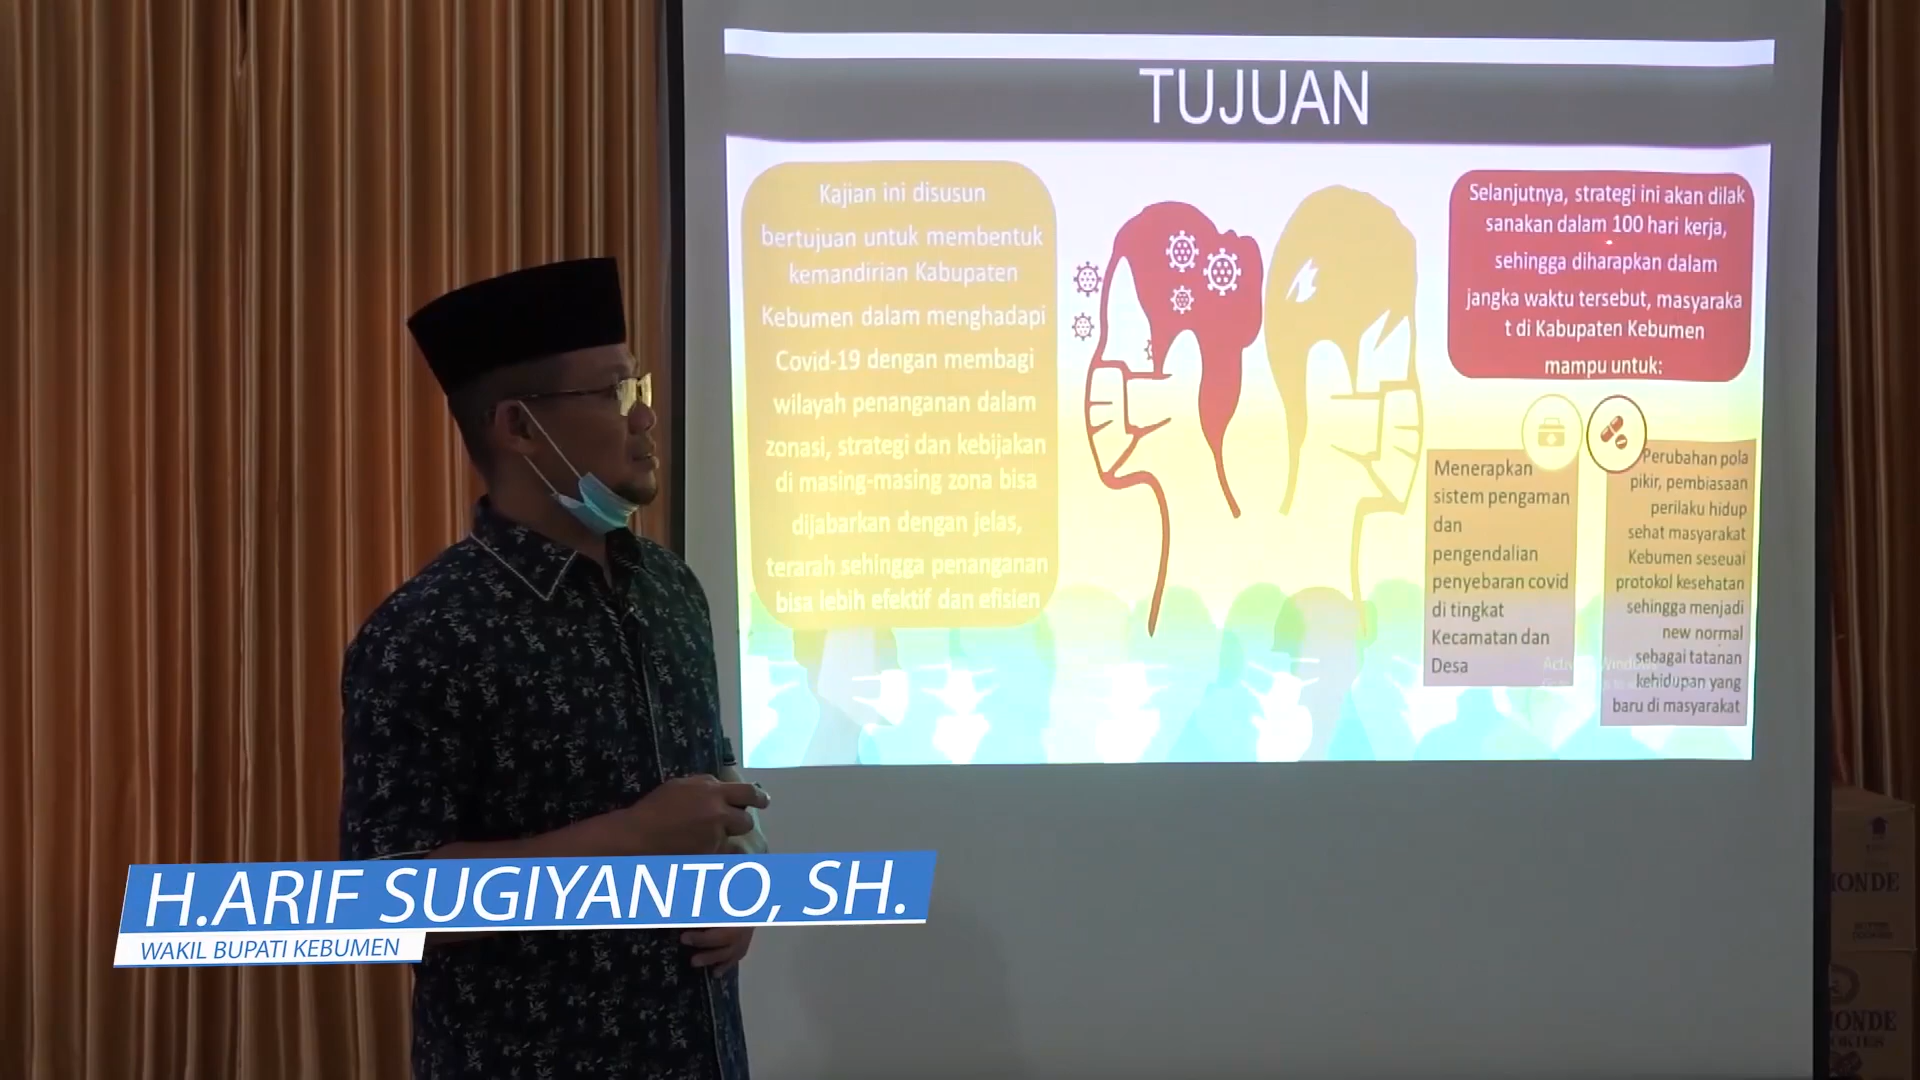 TUJUAN
Kajian ini disusun
bertujuan untuk membentuk
kemandirian Kabupaten
Kebumen dalam menghadapi
Covid-19 dengan membagi
wilayah penanganan dalam
zonasi, strategi dan kebijakan
di masing-masing zona bisa
dijabarkan dengan jelas,
terarah sehingga penanganan
bisa lebih efektif dan efisien
Selanjutnya, strategi ini akan dilak
sanakan dalam 100 hari kerja,
sehingga diharapkan dalam
jangka waktu tersebut, masyaraka
t di Kabupaten Kebumen
mampu untuk:
Menerapkan
sistem pengaman
dan
pengendalian
penyebaran covid
di tingkat
Kecamatan dan
Desa
Perubahan pola
pikir, pembiasaan
perilaku hidup
sehat masyarakat
Kebumen seseuai
protokol kesehatan
sehingga menjadi
new normal
sebagai tatanan
kehidupan yang
baru di masyarakat
H.ARIF SUGIYANTO, SH.
WAKIL BUPATI KEBUMEN